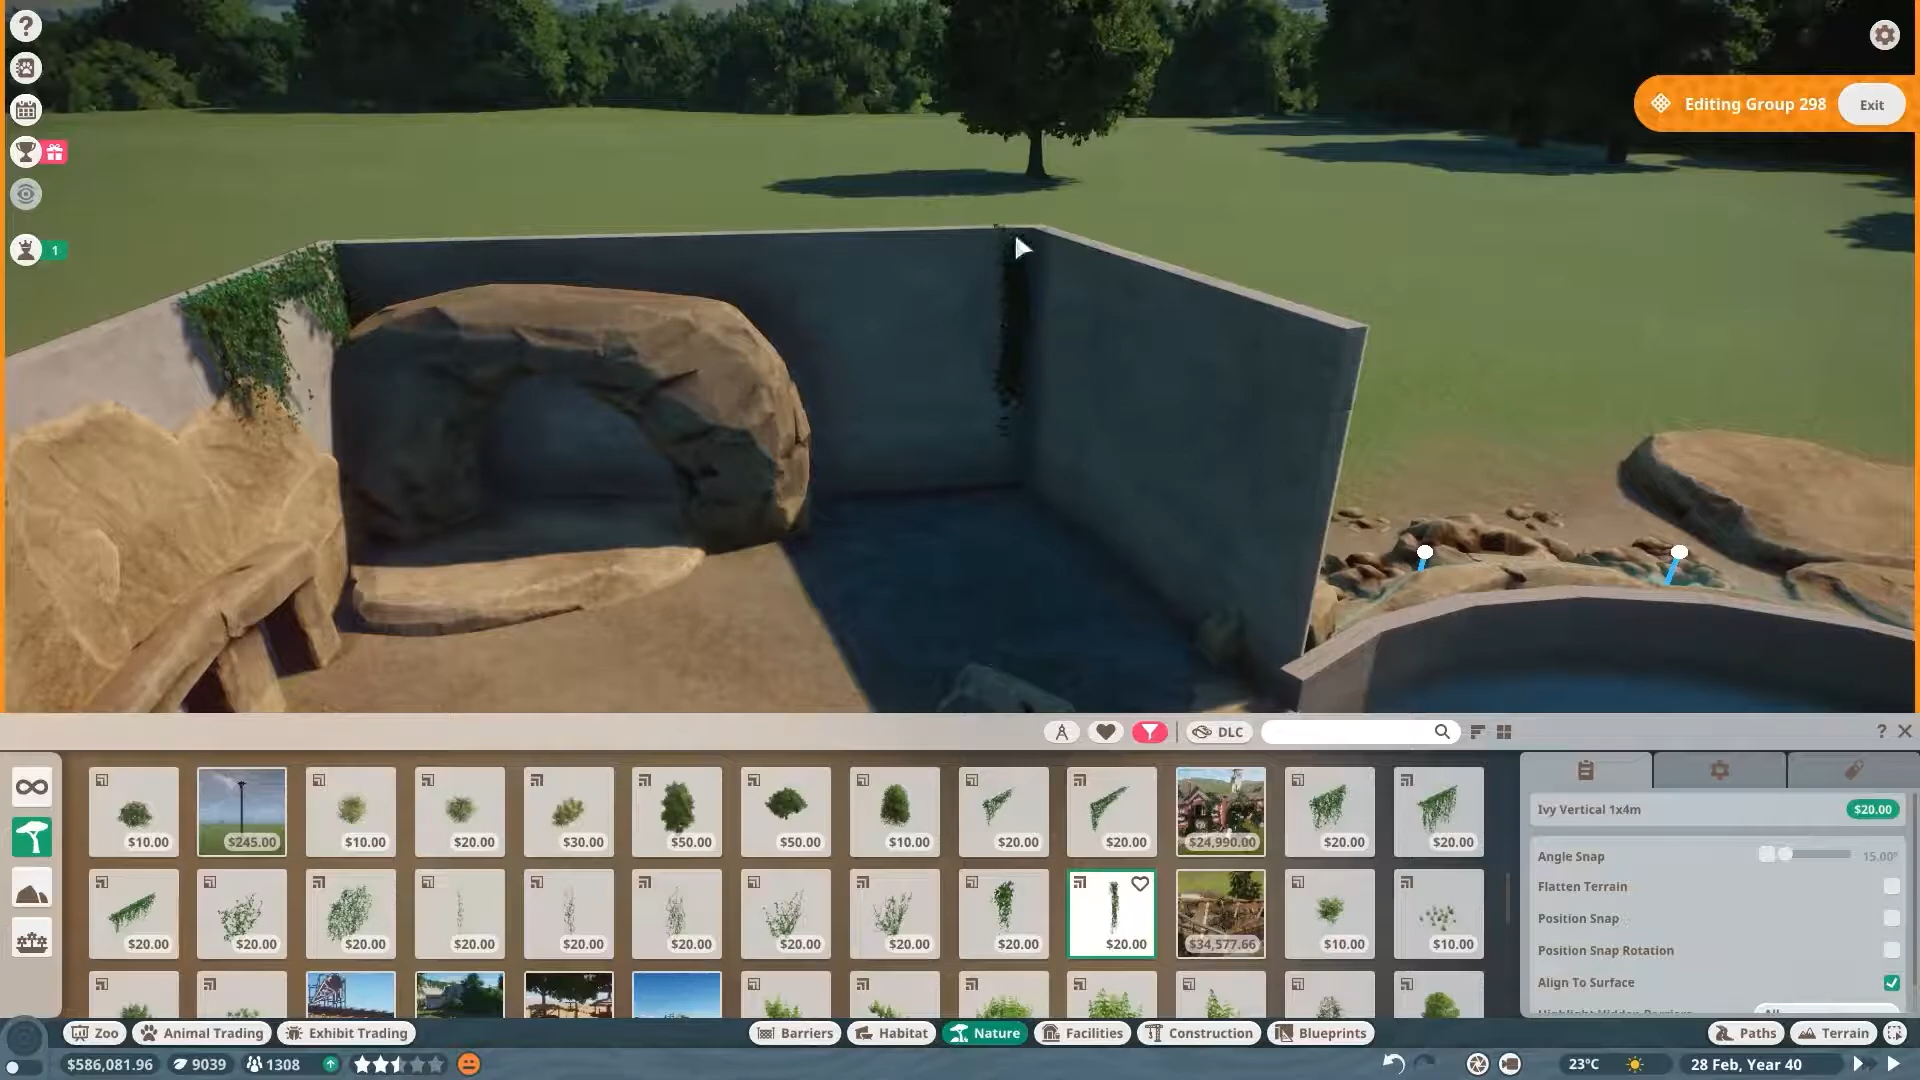 ?
Editing Group 298 Exit
1
DLC
?
$10.00 $245.00 $10.00 $20.00 $30.00 $50.00 $50.00 $10.00 $20.00 $20.00 $24,990.00 $20.00 $20.00
$20.00 $20.00 $20.00 $20.00 $20.00 $20.00 $20.00 $20.00 $20.00 $20.00 $34,577.66 $10.00 $10.00
Ivy Vertical 1x4m $20.00
Angle Snap 15.00°
Flatten Terrain
Position Snap
Position Snap Rotation
Align To Surface
Zoo Animal Trading Exhibit Trading Barriers Habitat Nature Facilities Construction Blueprints Paths Terrain
$586,081.96 9039 1308 23°C 28 Feb, Year 40